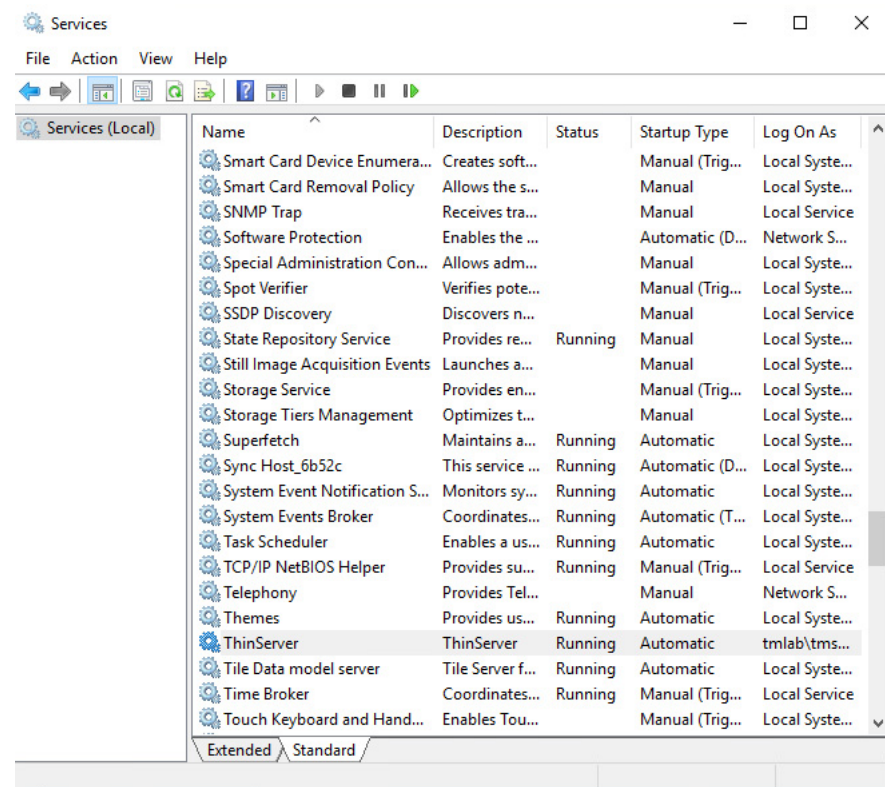 Services
File Action View Help
Services (Local)
Name Description Status Startup Type Log On As
Smart Card Device Enumera... Creates soft... Manual (Trig... Local Syste...
Smart Card Removal Policy Allows the s... Manual Local Syste...
SNMP Trap Receives tra... Manual Local Service
Software Protection Enables the ... Automatic (D... Network S...
Special Administration Con... Allows adm... Manual Local Syste...
Spot Verifier Verifies pote... Manual (Trig... Local Syste...
SSDP Discovery Discovers n... Manual Local Service
State Repository Service Provides re... Running Manual Local Syste...
Still Image Acquisition Events Launches a... Manual Local Syste...
Storage Service Provides en... Manual (Trig... Local Syste...
Storage Tiers Management Optimizes t... Manual Local Syste...
Superfetch Maintains a... Running Automatic Local Syste...
Sync Host_6b52c This service ... Running Automatic (D... Local Syste...
System Event Notification S... Monitors sy... Running Automatic Local Syste...
System Events Broker Coordinates... Running Automatic (T... Local Syste...
Task Scheduler Enables a us... Running Automatic Local Syste...
TCP/IP NetBIOS Helper Provides su... Running Manual (Trig... Local Service
Telephony Provides Tel... Manual Network S...
Themes Provides us... Running Automatic Local Syste...
ThinServer ThinServer Running Automatic tmlab\tms...
Tile Data model server Tile Server f... Running Automatic Local Syste...
Time Broker Coordinates... Running Manual (Trig... Local Service
Touch Keyboard and Hand... Enables Tou... Manual (Trig... Local Syste...
Extended Standard